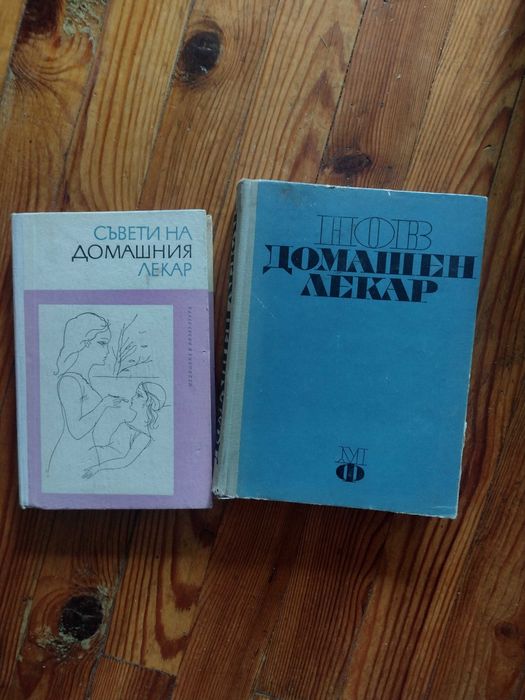 СЪВЕТИ НА
ДОМАШНИЯ
ЛЕКАР
НОВ
ДОМАШЕН
ЛЕКАР
МФ